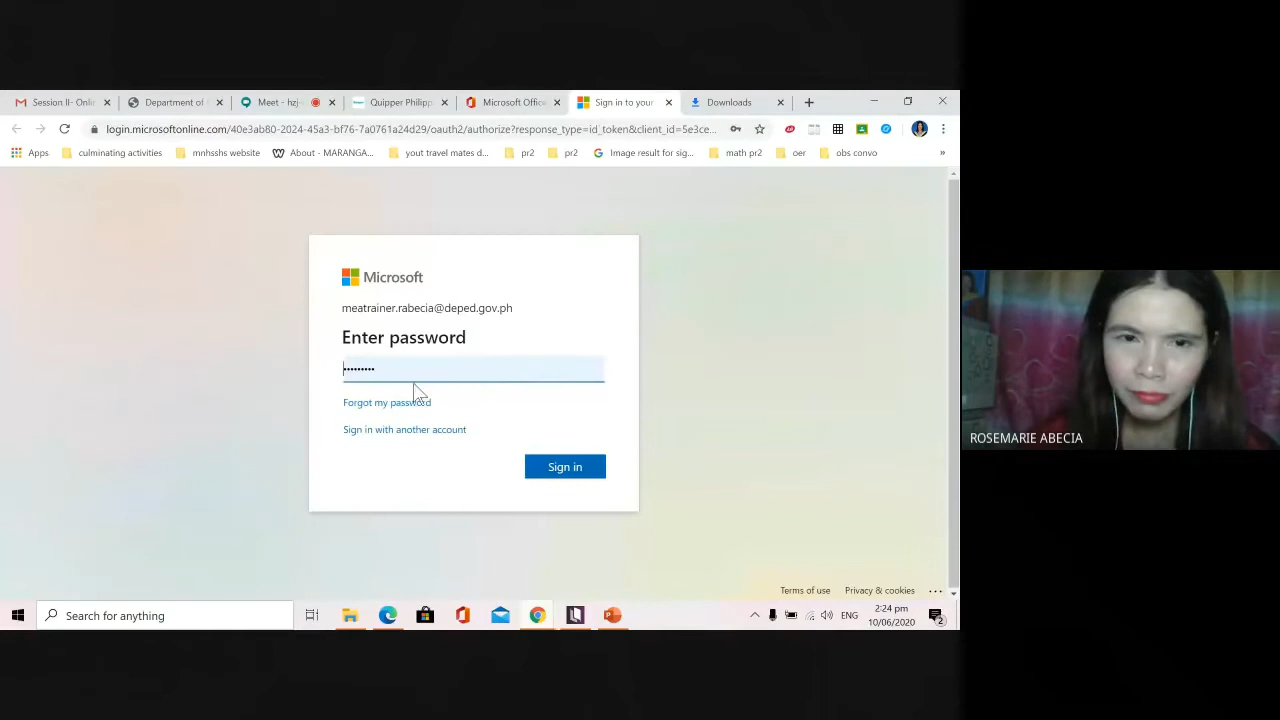 Session II- Onli
Department of
Meet - hzj-
Quipper Philipp
Microsoft Offic
Sign in to your
Downloads
login.microsoftonline.com/40e3ab80-2024-45a3-bf76-7a0761a24d29/oauth2/authorize?response_type=id_token&client_id=5e3ce...
Apps
culminating activities
mnhsshs website
About - MARANGA...
yout travel mates d...
pr2
pr2
Image result for sig...
math pr2
oer
obs convo
»
Microsoft
meatrainer.rabecia@deped.gov.ph
Enter password
•••••••••
Forgot my password
Sign in with another account
Sign in
ROSEMARIE ABECIA
Terms of use
Privacy & cookies
...
Search for anything
ENG
2:24 pm
10/06/2020
2